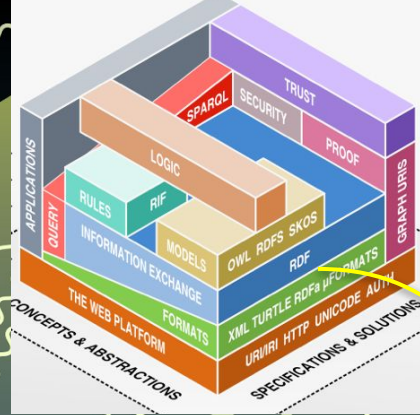 TRUST
SPARQL
SECURITY
PROOF
LOGIC
APPLICATIONS
GRAPH URIS
QUERY
RULES
RIF
INFORMATION EXCHANGE
MODELS
OWL RDFS SKOS
RDF
FORMATS
XML TURTLE RDFa µFORMATS
THE WEB PLATFORM
URI/IRI HTTP UNICODE AUTH
CONCEPTS & ABSTRACTIONS
SPECIFICATIONS & SOLUTIONS